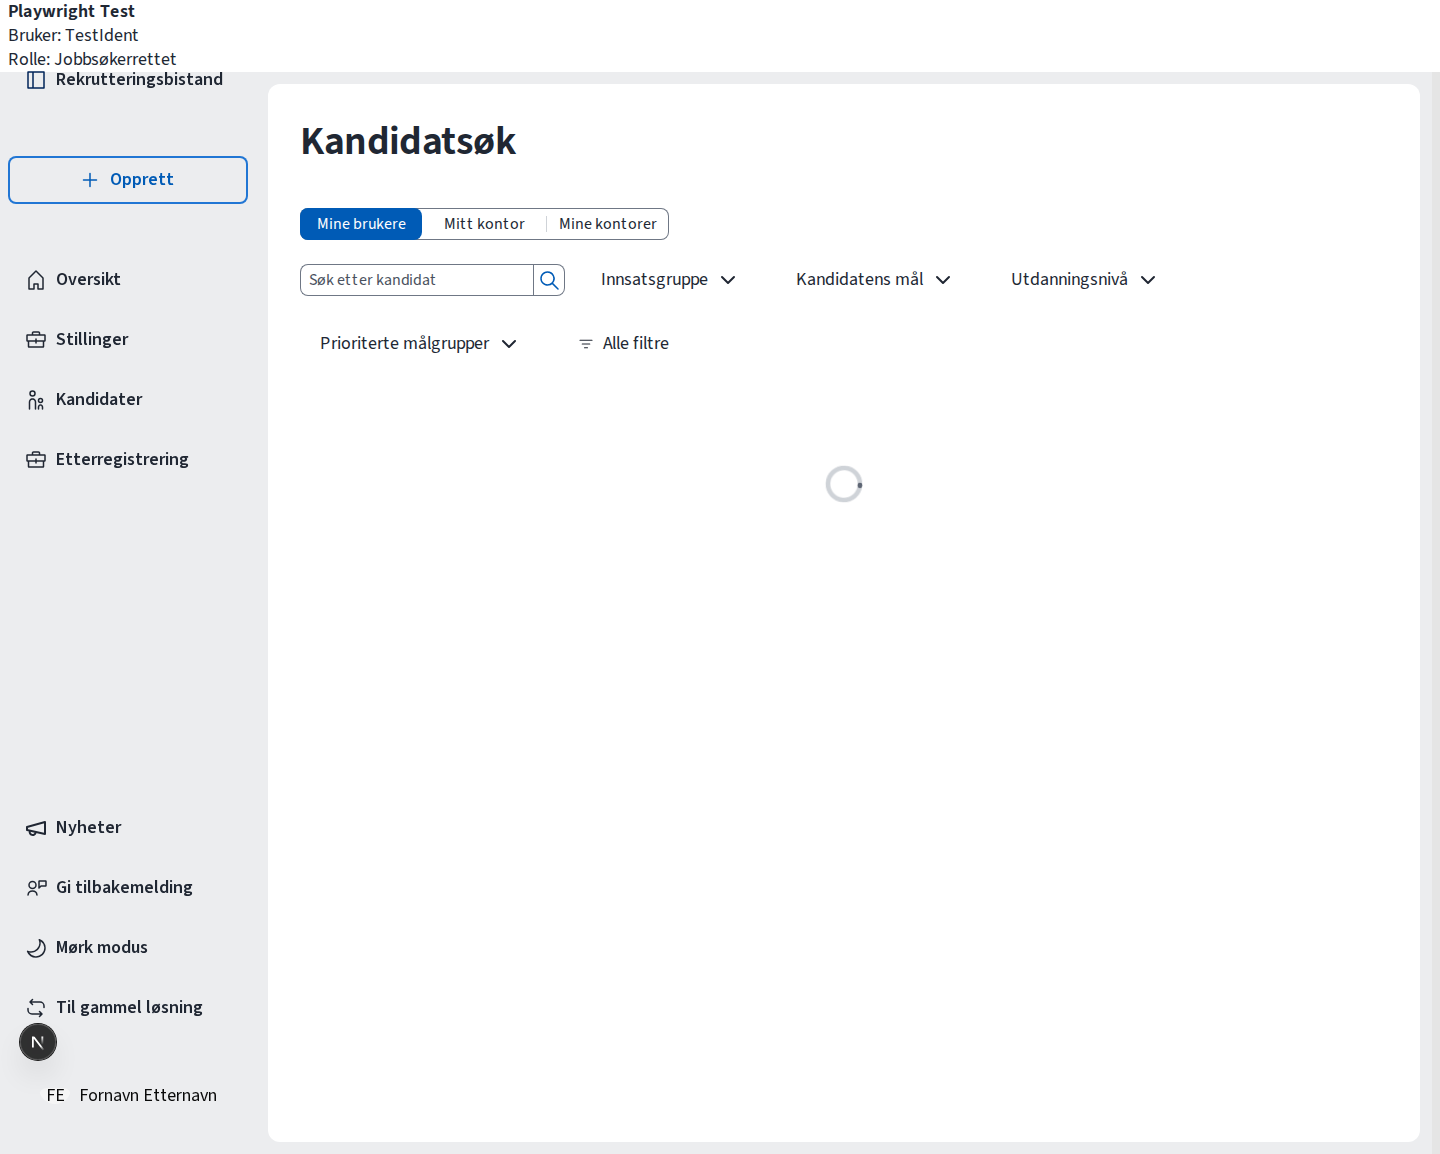 Playwright Test
Bruker: TestIdent
Rolle: Jobbsøkerrettet
Rekrutteringsbistand
Opprett
Oversikt
Stillinger
Kandidater
Etterregistrering
Nyheter
Gi tilbakemelding
Mørk modus
Til gammel løsning
N
FE Fornavn Etternavn
Kandidatsøk
Mine brukere Mitt kontor Mine kontorer
Søk etter kandidat Innsatsgruppe Kandidatens mål Utdanningsnivå
Prioriterte målgrupper Alle filtre